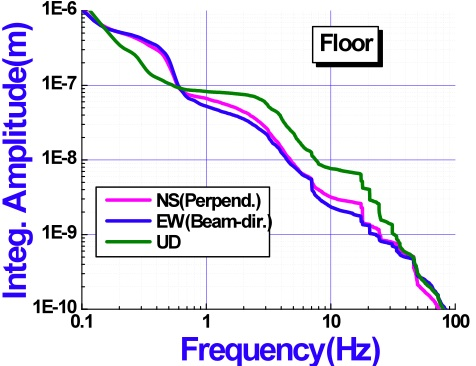 1E-6
Floor
1E-7
1E-8
NS(Perpend.)
EW(Beam-dir.)
UD
1E-9
1E-10
0.1
1
10
100
Integ. Amplitude(m)
Frequency(Hz)